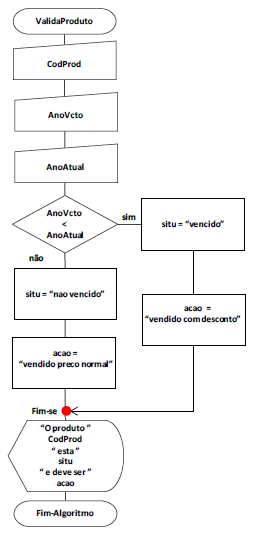 ValidaProduto
CodProd
AnoVcto
AnoAtual
AnoVcto
<
AnoAtual
sim
situ = “vencido”
não
situ = “nao vencido”
acao =
“vendido com desconto”
acao =
“vendido preco normal”
Fim-se
“O produto ”
CodProd
“ esta ”
situ
“ e deve ser ”
acao
Fim-Algoritmo